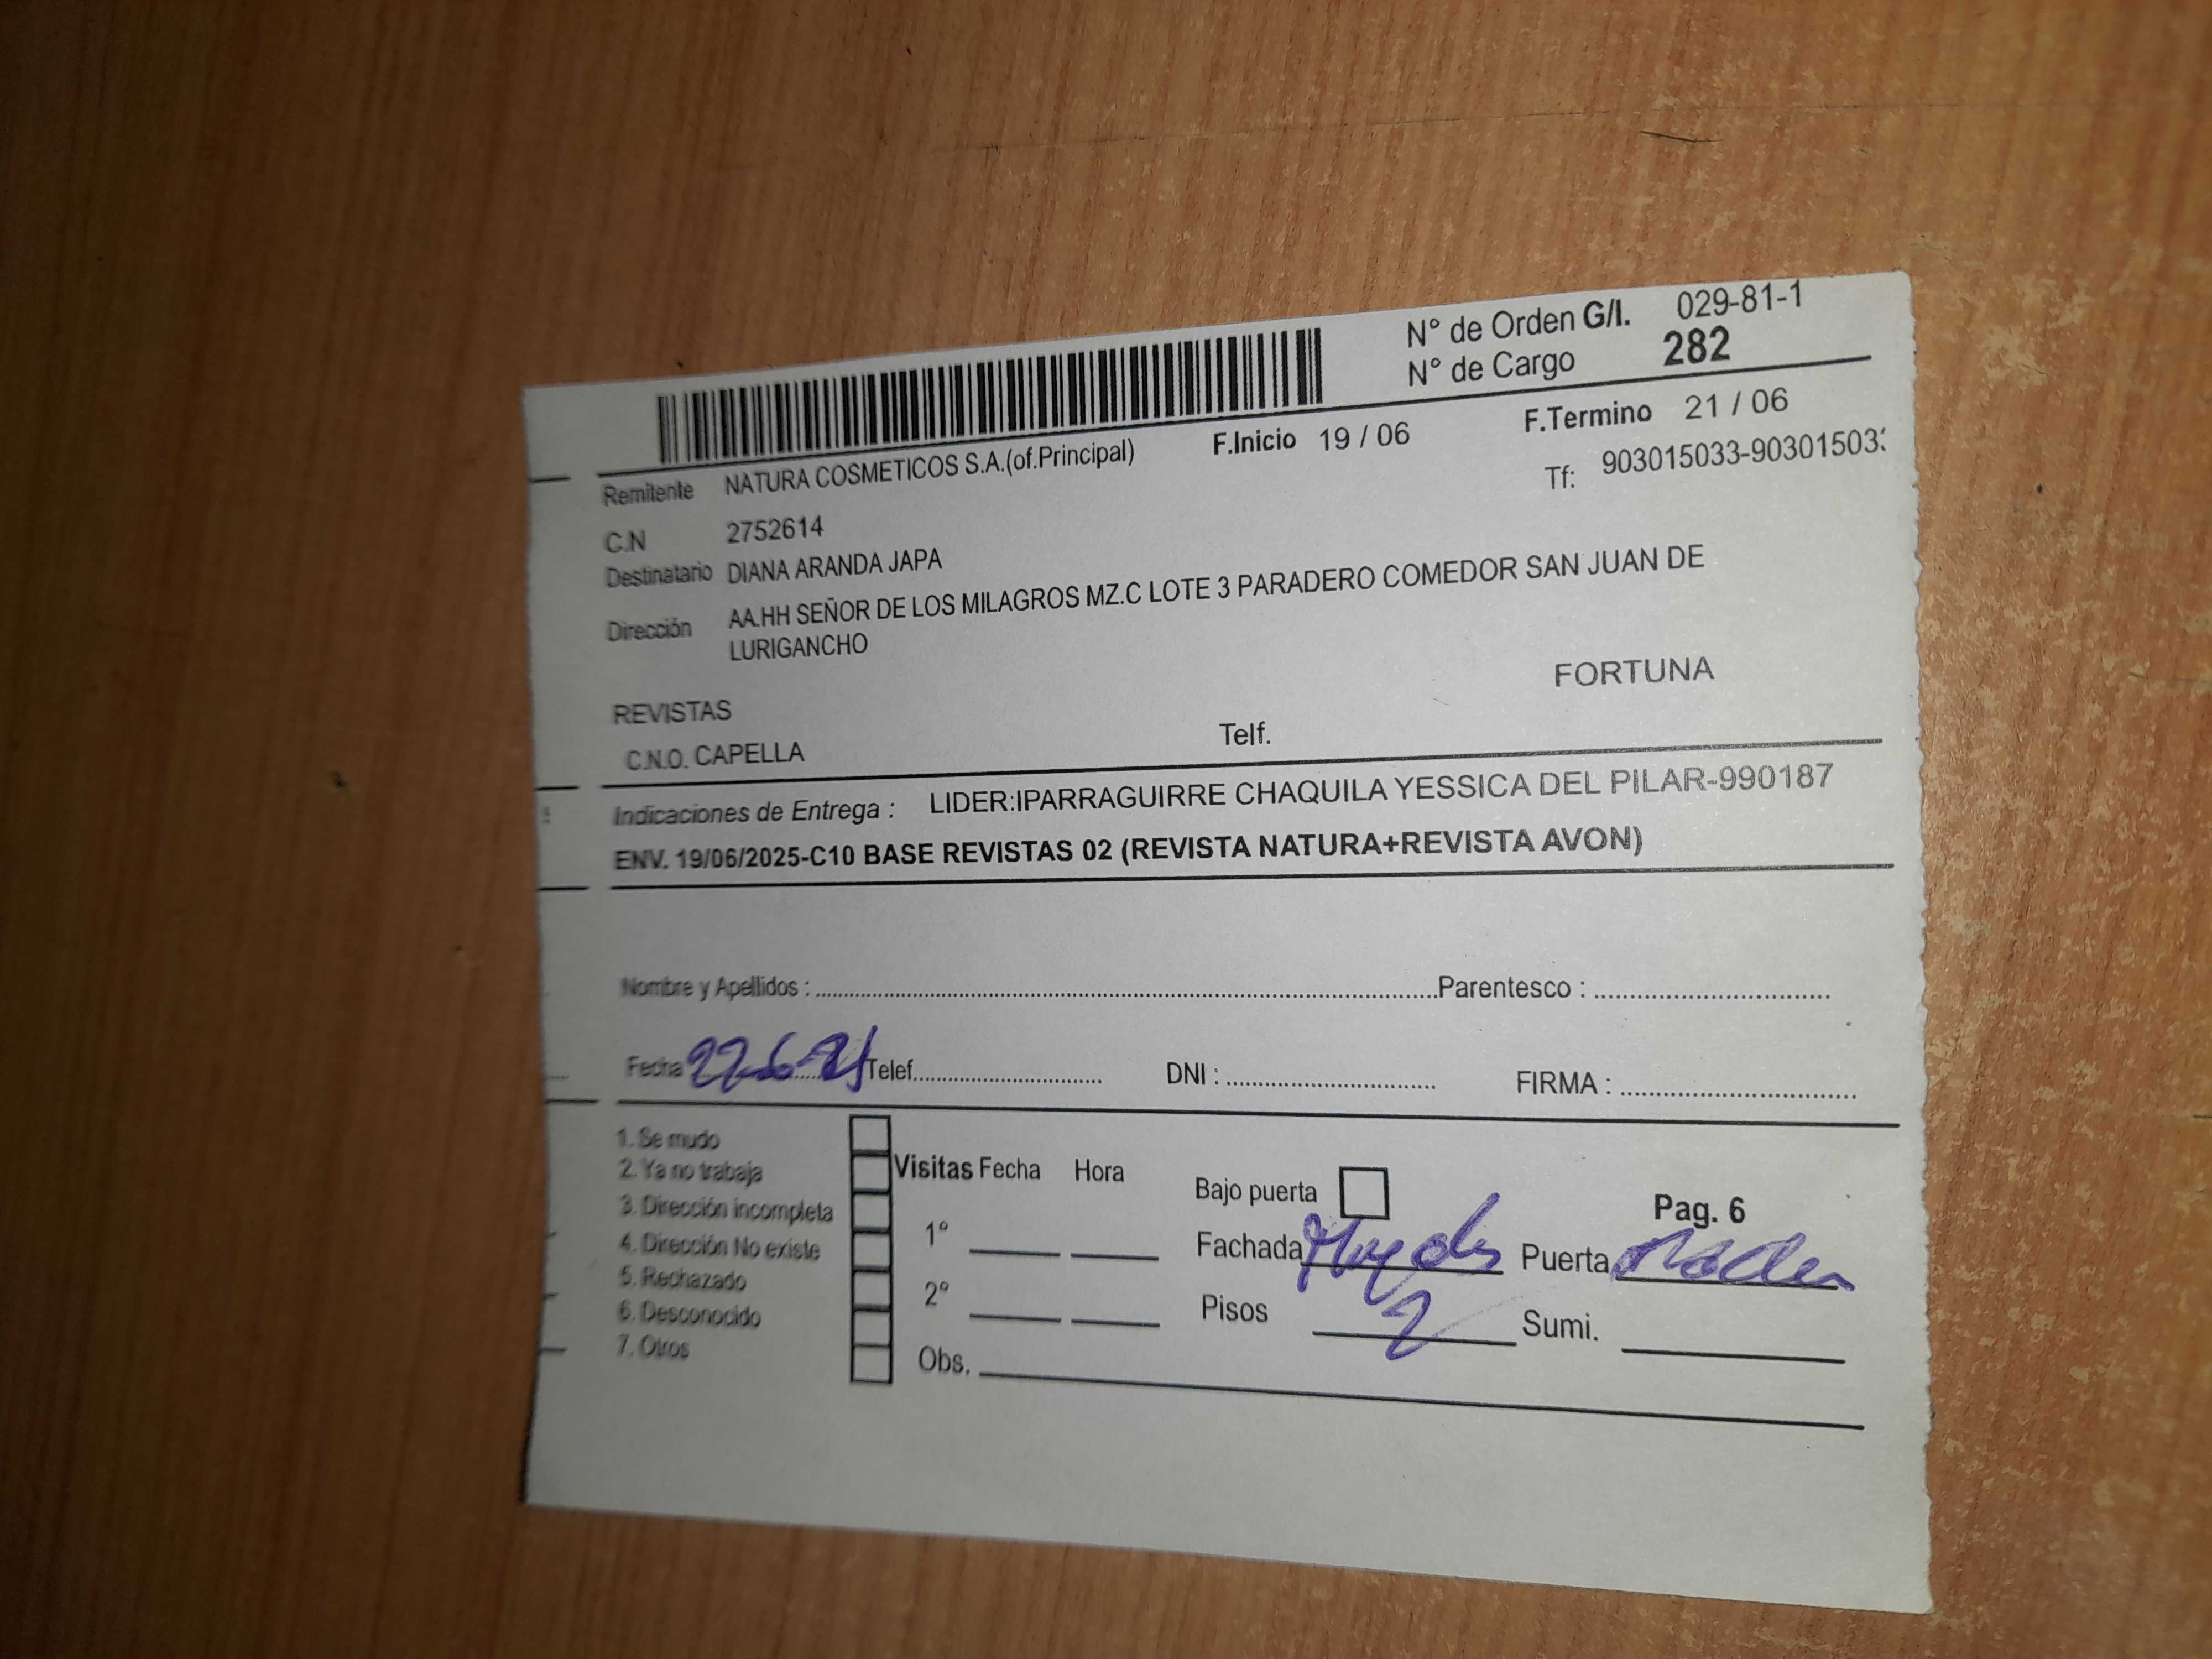 N° de Orden G/I. 029-81-1
N° de Cargo 282
F.Inicio 19 / 06 F.Termino 21 / 06
Remitente NATURA COSMETICOS S.A.(of.Principal) Tf: 903015033-90301503
C.N 2752614
Destinatario DIANA ARANDA JAPA
Dirección AA.HH SEÑOR DE LOS MILAGROS MZ.C LOTE 3 PARADERO COMEDOR SAN JUAN DE
LURIGANCHO
FORTUNA
REVISTAS
C.N.O. CAPELLA Telf.
Indicaciones de Entrega : LIDER:IPARRAGUIRRE CHAQUILA YESSICA DEL PILAR-990187
ENV. 19/06/2025-C10 BASE REVISTAS 02 (REVISTA NATURA+REVISTA AVON)
Nombre y Apellidos : Parentesco :
Fecha Telef. DNI : FIRMA :
1. Se mudo
2. Ya no trabaja
3. Dirección incompleta
4. Dirección No existe
5. Rechazado
6. Desconocido
7. Otros
Visitas Fecha Hora
1°
2°
Obs.
Bajo puerta
Pag. 6
Fachada Puerta
Pisos 2 Sumi.